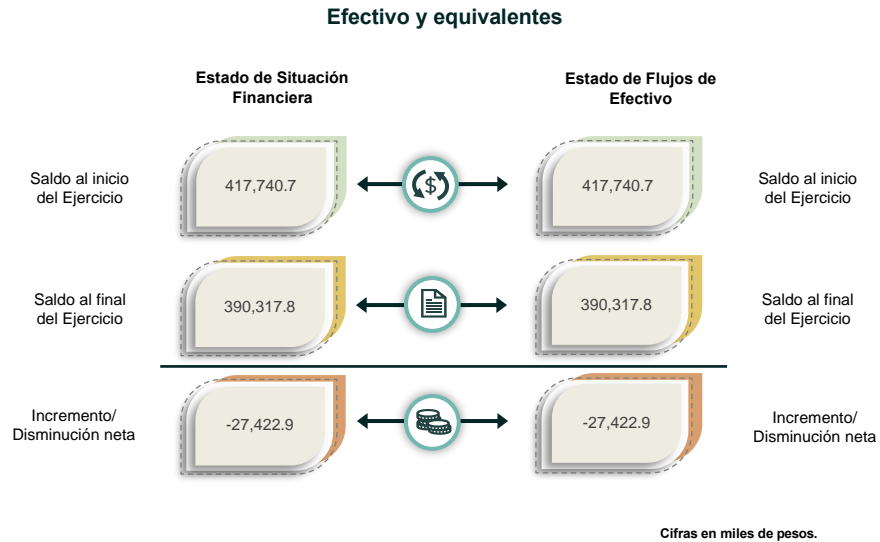 Efectivo y equivalentes
Estado de Situación
Financiera
Estado de Flujos de
Efectivo
Saldo al inicio
del Ejercicio
417,740.7
$
417,740.7
Saldo al inicio
del Ejercicio
Saldo al final
del Ejercicio
390,317.8
390,317.8
Saldo al final
del Ejercicio
Incremento/
Disminución neta
-27,422.9
-27,422.9
Incremento/
Disminución neta
Cifras en miles de pesos.